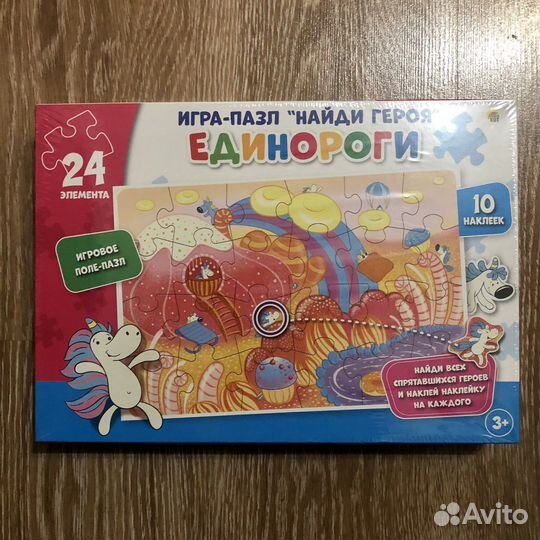 ИГРА-ПАЗЛ "НАЙДИ ГЕРОЯ"
ЕДИНОРОГИ
24
ЭЛЕМЕНТА
10
НАКЛЕЕК
ИГРОВОЕ
ПОЛЕ-ПАЗЛ
НАЙДИ ВСЕХ
СПРЯТАВШИХСЯ ГЕРОЕВ
И НАКЛЕЙ НАКЛЕЙКУ
НА КАЖДОГО
3+
Avito